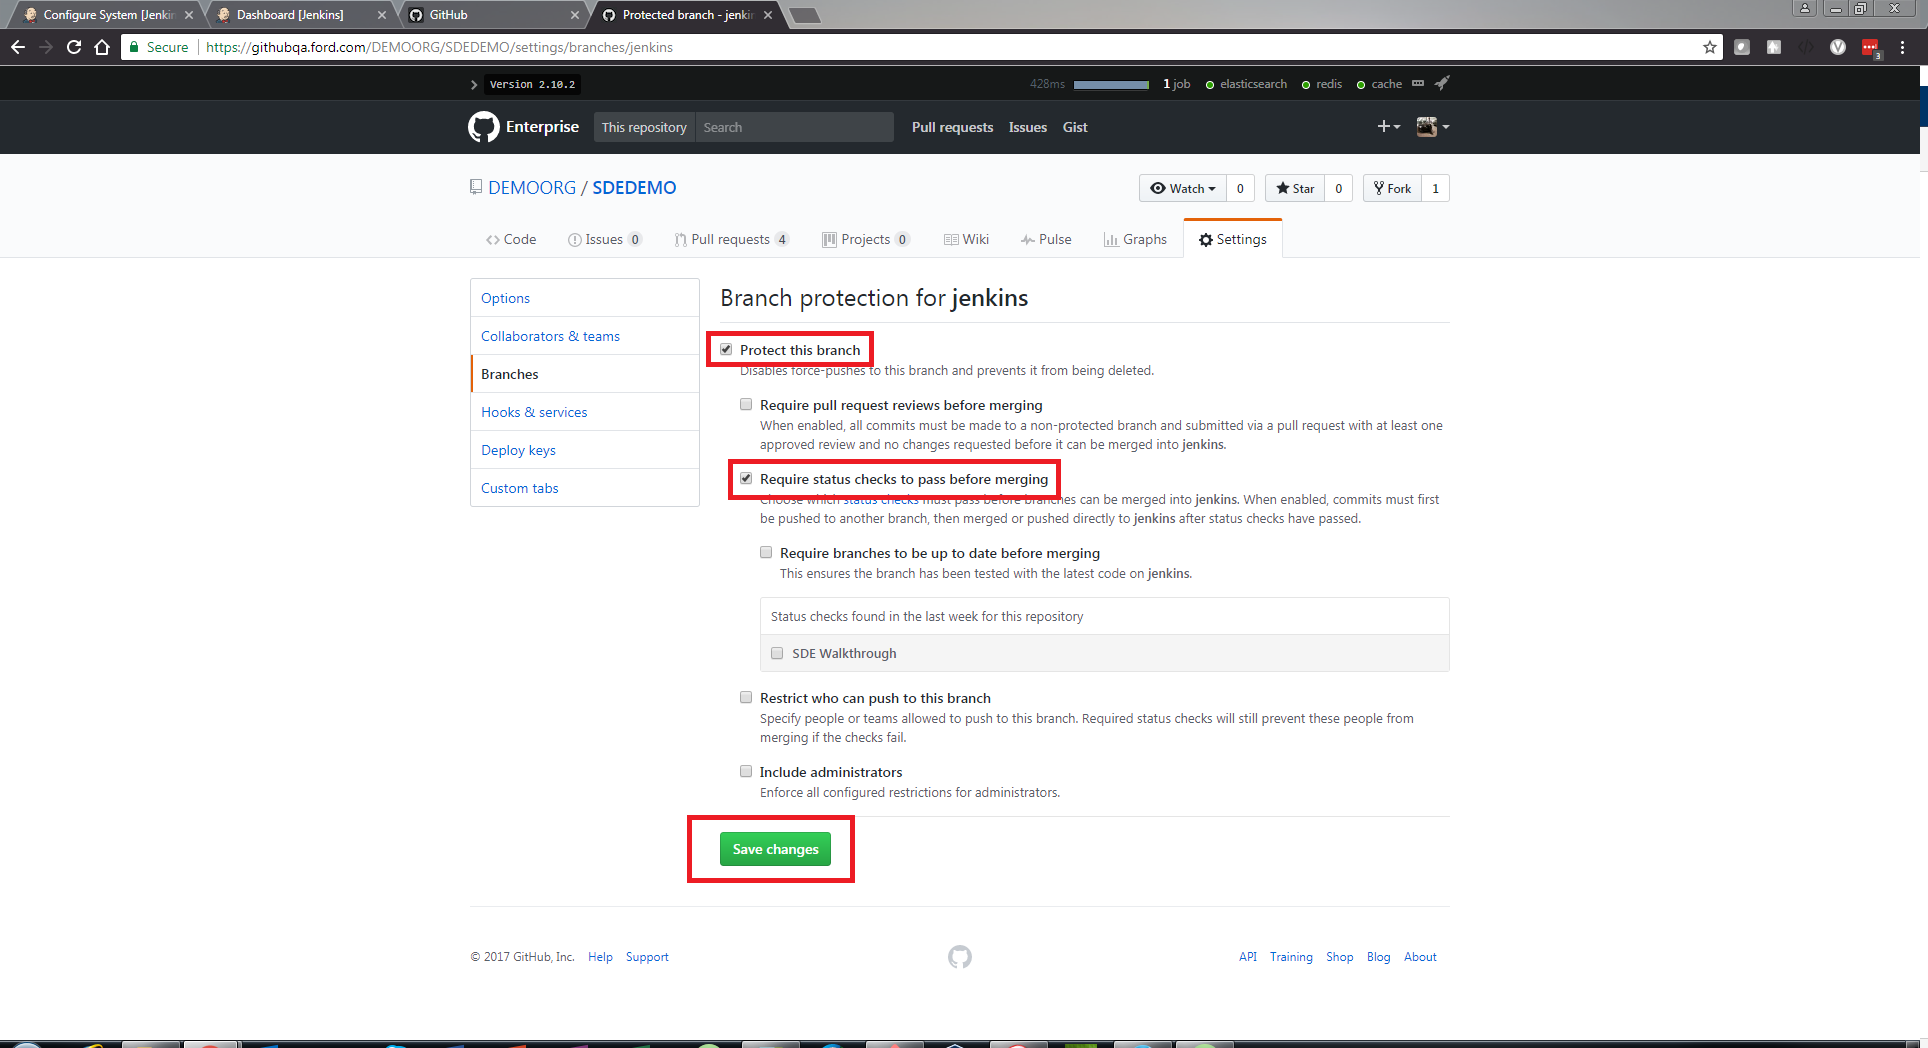 Configure System [Jenkin
Dashboard [Jenkins]
GitHub
Protected branch - jenkin
Secure
https://githubqa.ford.com/DEMOORG/SDEDEMO/settings/branches/jenkins
3
Version 2.10.2
428ms
1 job
elasticsearch
redis
cache
Enterprise
This repository
Search
Pull requests
Issues
Gist
DEMOORG / SDEDEMO
Watch
0
Star
0
Fork
1
Code
Issues 0
Pull requests 4
Projects 0
Wiki
Pulse
Graphs
Settings
Options
Collaborators & teams
Branches
Hooks & services
Deploy keys
Custom tabs
Branch protection for jenkins
Protect this branch
Disables force-pushes to this branch and prevents it from being deleted.
Require pull request reviews before merging
When enabled, all commits must be made to a non-protected branch and submitted via a pull request with at least one
approved review and no changes requested before it can be merged into jenkins.
Require status checks to pass before merging
Choose which status checks must pass before branches can be merged into jenkins. When enabled, commits must first
be pushed to another branch, then merged or pushed directly to jenkins after status checks have passed.
Require branches to be up to date before merging
This ensures the branch has been tested with the latest code on jenkins.
Status checks found in the last week for this repository
SDE Walkthrough
Restrict who can push to this branch
Specify people or teams allowed to push to this branch. Required status checks will still prevent these people from
merging if the checks fail.
Include administrators
Enforce all configured restrictions for administrators.
Save changes
© 2017 GitHub, Inc.
Help
Support
API
Training
Shop
Blog
About